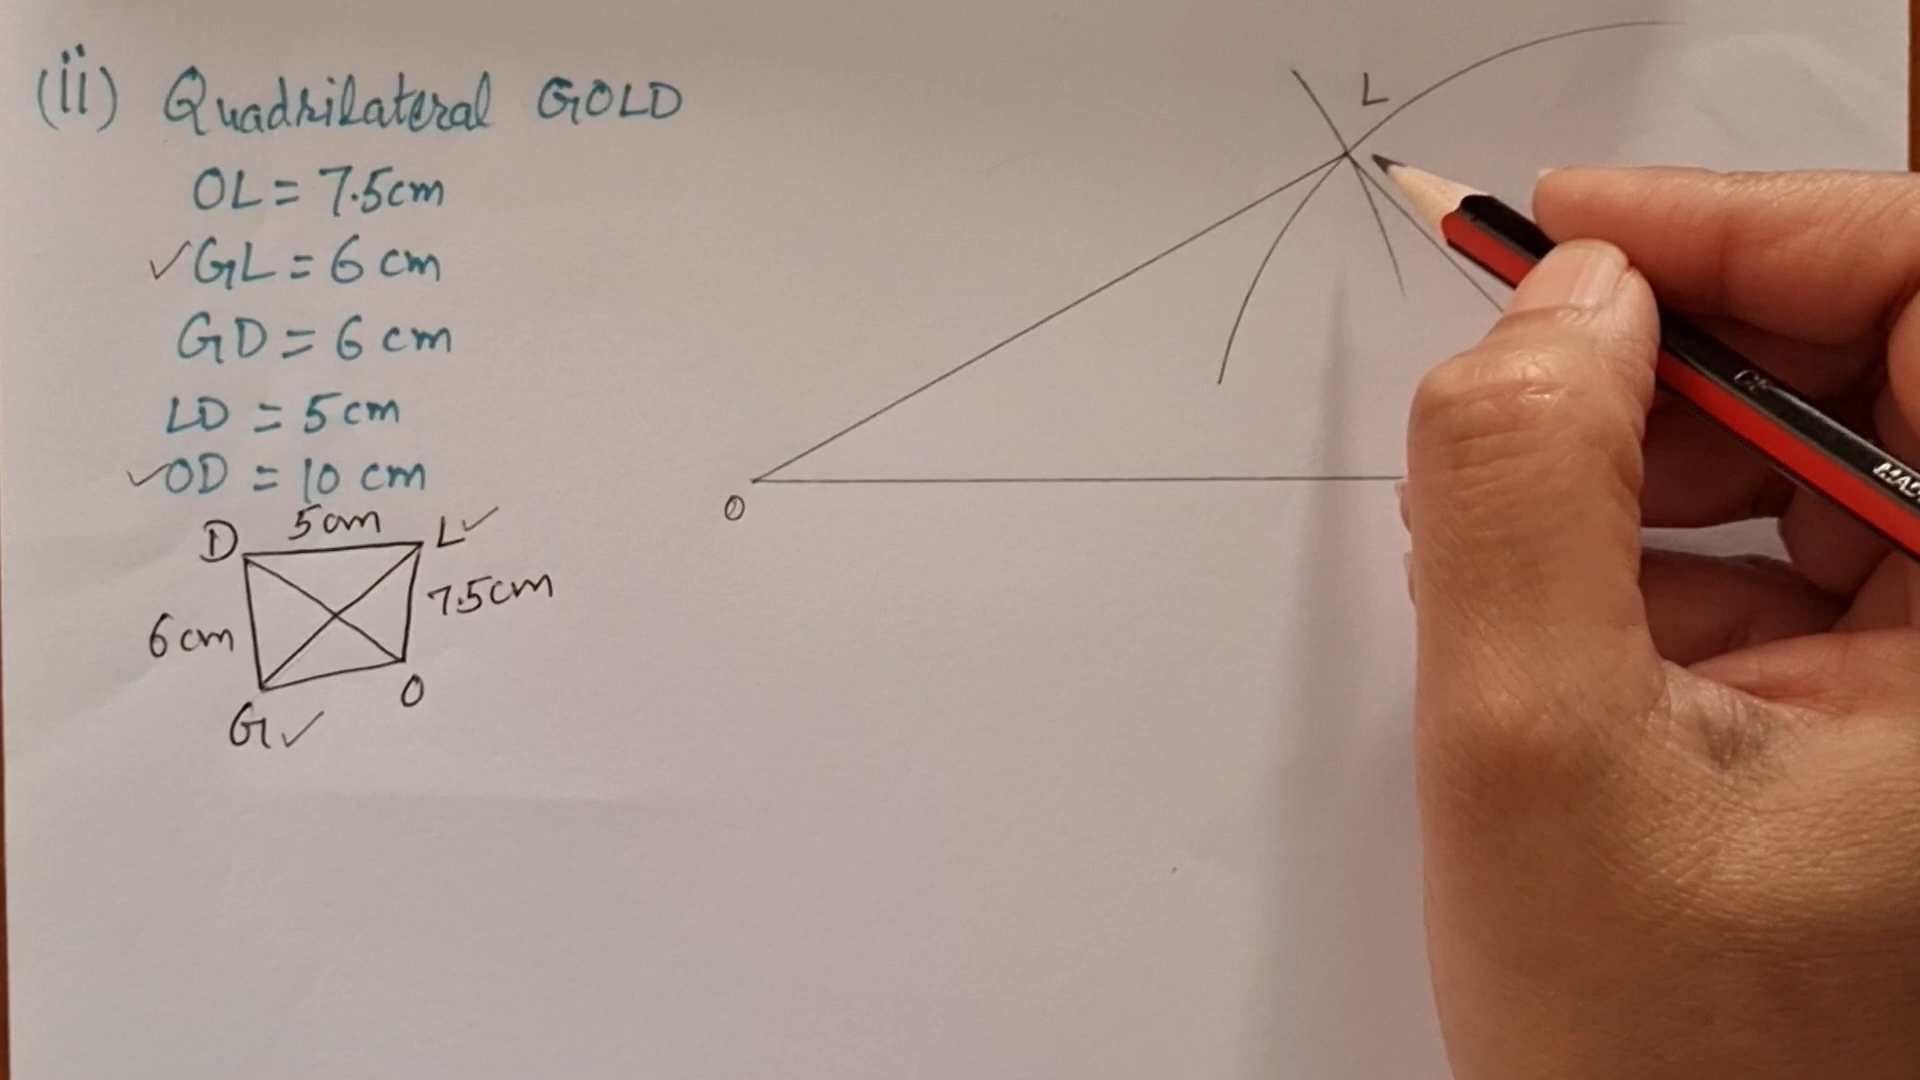 (ii) Quadrilateral GOLD
OL = 7.5cm
✓GL = 6 cm
GD = 6 cm
LD = 5cm
✓OD = 10 cm
D 5cm L✓
7.5cm
6cm
G✓ O
L
O